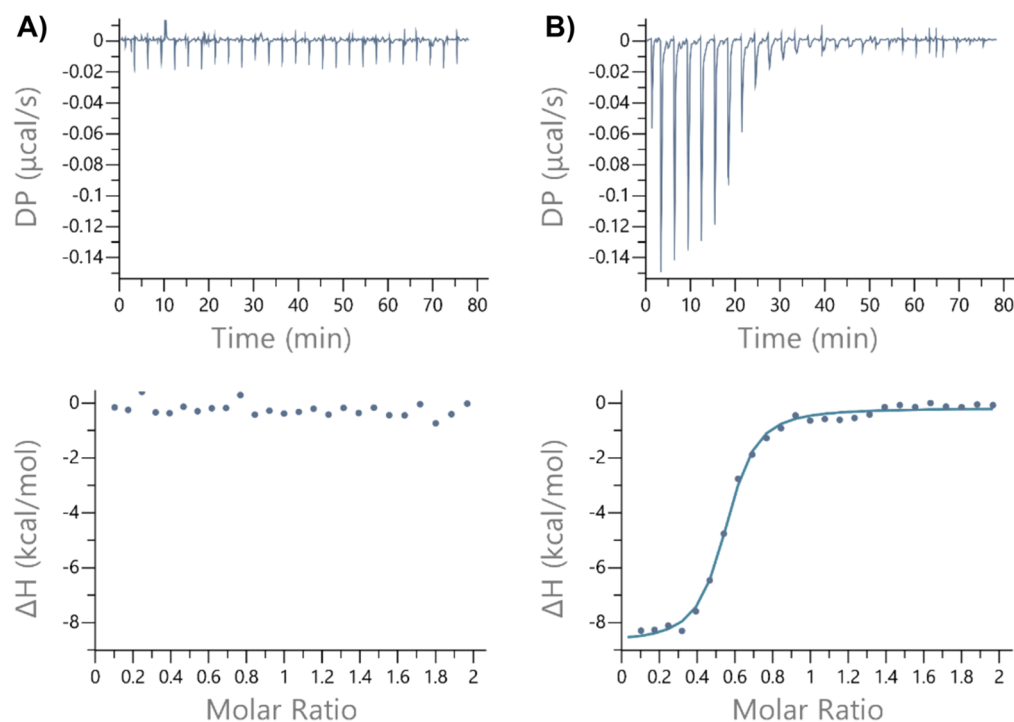 A)
0
-0.02
-0.04
-0.06
-0.08
-0.1
-0.12
-0.14
DP (µcal/s)
0 10 20 30 40 50 60 70 80
Time (min)
B)
0
-0.02
-0.04
-0.06
-0.08
-0.1
-0.12
-0.14
DP (µcal/s)
0 10 20 30 40 50 60 70 80
Time (min)
0
-2
-4
-6
-8
ΔH (kcal/mol)
0 0.2 0.4 0.6 0.8 1 1.2 1.4 1.6 1.8 2
Molar Ratio
0
-2
-4
-6
-8
ΔH (kcal/mol)
0 0.2 0.4 0.6 0.8 1 1.2 1.4 1.6 1.8 2
Molar Ratio